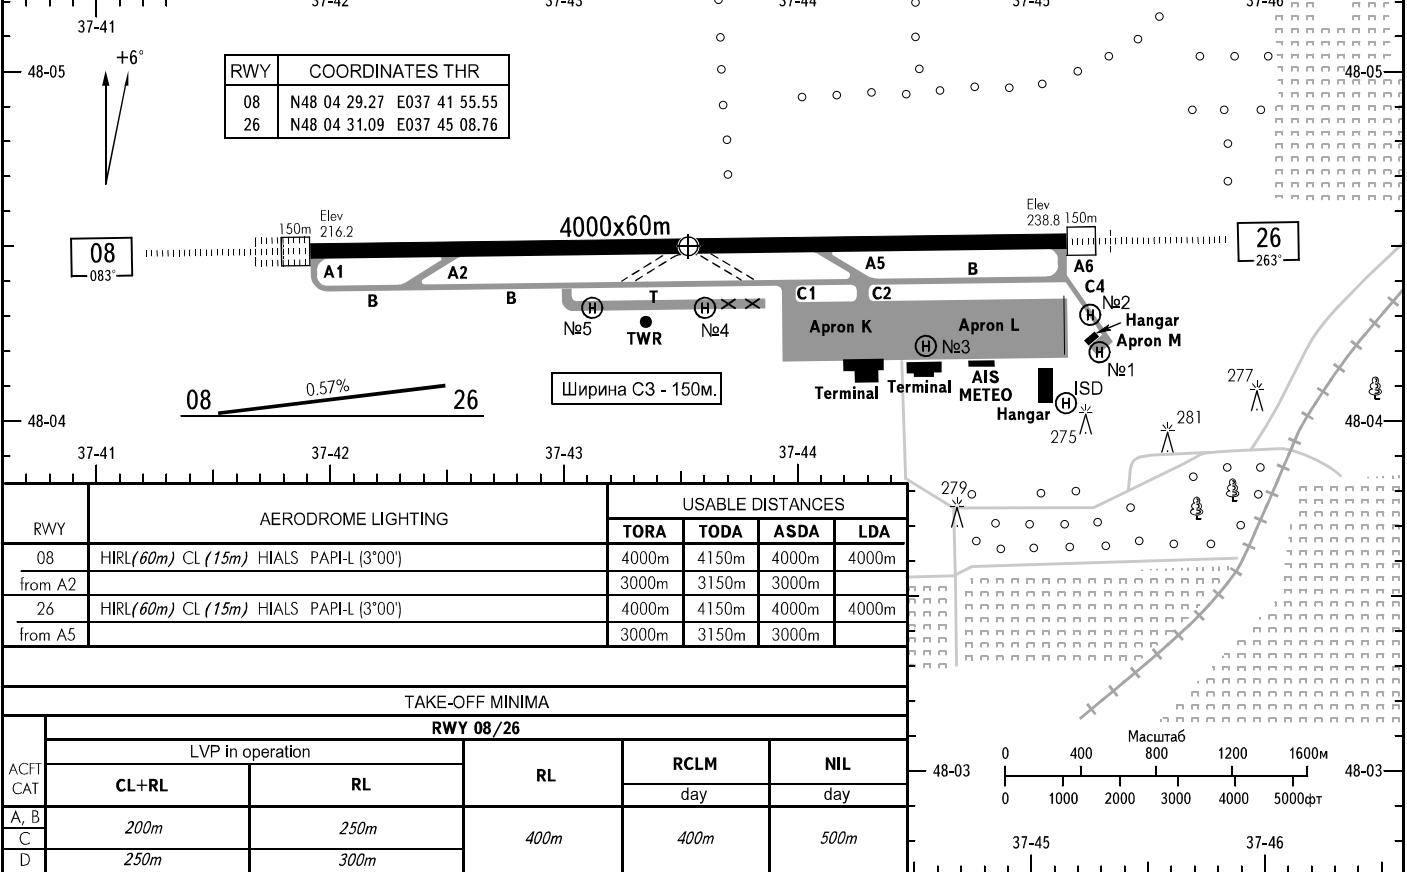 37-42 37-43 37-44 37-45 37-46
37-41
+6°
48-05 48-05
RWY COORDINATES THR
08 N48 04 29.27 E037 41 55.55
26 N48 04 31.09 E037 45 08.76
Elev
216.2
150m
4000x60m
Elev
238.8
150m
08
083°
26
263°
A1 A2 A5 B A6
B B T C1 C2 C4
H H H
№5 №4 №2
TWR
Apron K Apron L
Hangar
Apron M
H №3
H №1
Terminal Terminal AIS
METEO
Hangar
H ISD
08 0.57% 26
Ширина СЗ - 150м.
277
281
275
279
48-04 48-04
37-41 37-42 37-43 37-44
RWY AERODROME LIGHTING USABLE DISTANCES
TORA TODA ASDA LDA
08 HIRL(60m) CL (15m) HIALS PAPI-L (3°00') 4000m 4150m 4000m 4000m
from A2 3000m 3150m 3000m
26 HIRL(60m) CL (15m) HIALS PAPI-L (3°00') 4000m 4150m 4000m 4000m
from A5 3000m 3150m 3000m
TAKE-OFF MINIMA
RWY 08/26
ACFT
CAT
LVP in operation
CL+RL RL
RL
RCLM
day
NIL
day
A, B
C
200m 250m
400m 400m 500m
D 250m 300m
Масштаб
0 400 800 1200 1600м
0 1000 2000 3000 4000 5000фт
48-03 48-03
37-45 37-46